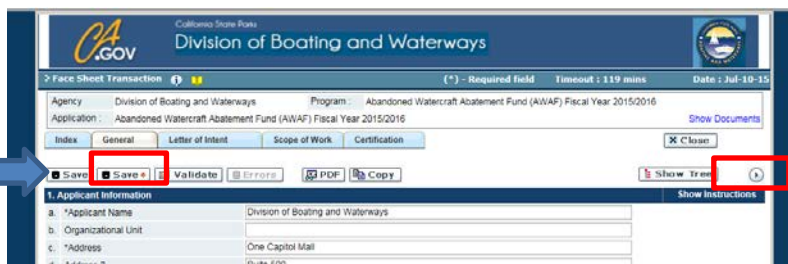 CA.GOV
California State Parks
Division of Boating and Waterways
> Face Sheet Transaction (*) - Required field Timeout : 119 mins Date : Jul-10-15
Agency Division of Boating and Waterways Program : Abandoned Watercraft Abatement Fund (AWAF) Fiscal Year 2015/2016
Application : Abandoned Watercraft Abatement Fund (AWAF) Fiscal Year 2015/2016 Show Documents
Index General Letter of Intent Scope of Work Certification X Close
Save Save Validate Errors PDF Copy Show Tree
1. Applicant Information Show Instructions
a. *Applicant Name Division of Boating and Waterways
b. Organizational Unit
c. *Address One Capitol Mall
d. Address 2 Suite 500